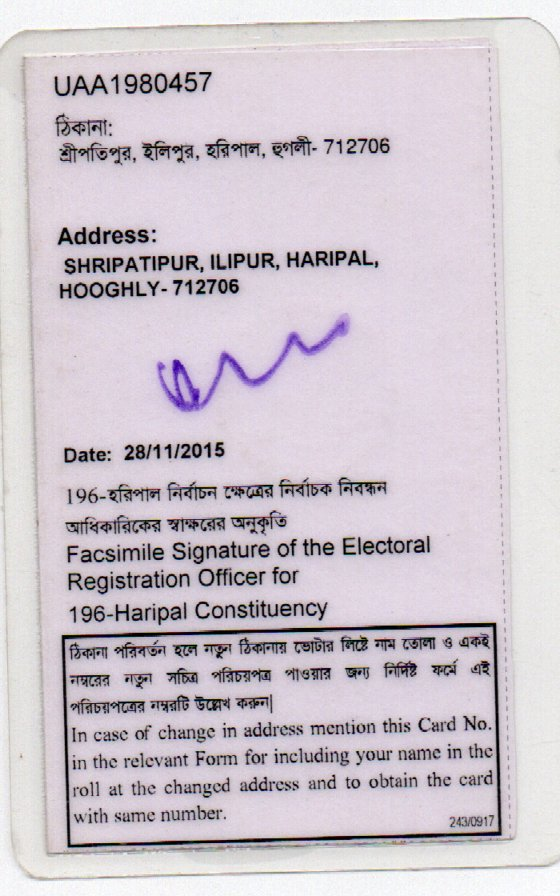 UAA1980457
ঠিকানা:
শ্রীপতিপুর, ইলিপুর, হরিপাল, হুগলী- 712706
Address:
SHRIPATIPUR, ILIPUR, HARIPAL,
HOOGHLY- 712706
Date: 28/11/2015
196-হরিপাল নির্বাচন ক্ষেত্রের নির্বাচক নিবন্ধন
আধিকারিকের স্বাক্ষরের অনুকৃতি
Facsimile Signature of the Electoral
Registration Officer for
196-Haripal Constituency
ঠিকানা পরিবর্তন হলে নতুন ঠিকানায় ভোটার লিষ্টে নাম তোলা ও একই
নম্বরের নতুন সচিত্র পরিচয়পত্র পাওয়ার জন্য নির্দিষ্ট ফর্মে এই
পরিচয়পত্রের নম্বরটি উল্লেখ করুন|
In case of change in address mention this Card No.
in the relevant Form for including your name in the
roll at the changed address and to obtain the card
with same number.
243/0917